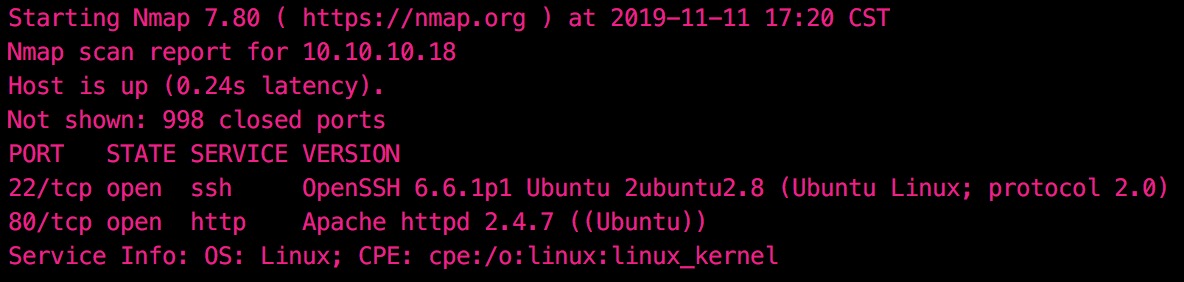 Starting Nmap 7.80 ( https://nmap.org ) at 2019-11-11 17:20 CST
Nmap scan report for 10.10.10.18
Host is up (0.24s latency).
Not shown: 998 closed ports
PORT   STATE SERVICE VERSION
22/tcp open  ssh     OpenSSH 6.6.1p1 Ubuntu 2ubuntu2.8 (Ubuntu Linux; protocol 2.0)
80/tcp open  http    Apache httpd 2.4.7 ((Ubuntu))
Service Info: OS: Linux; CPE: cpe:/o:linux:linux_kernel